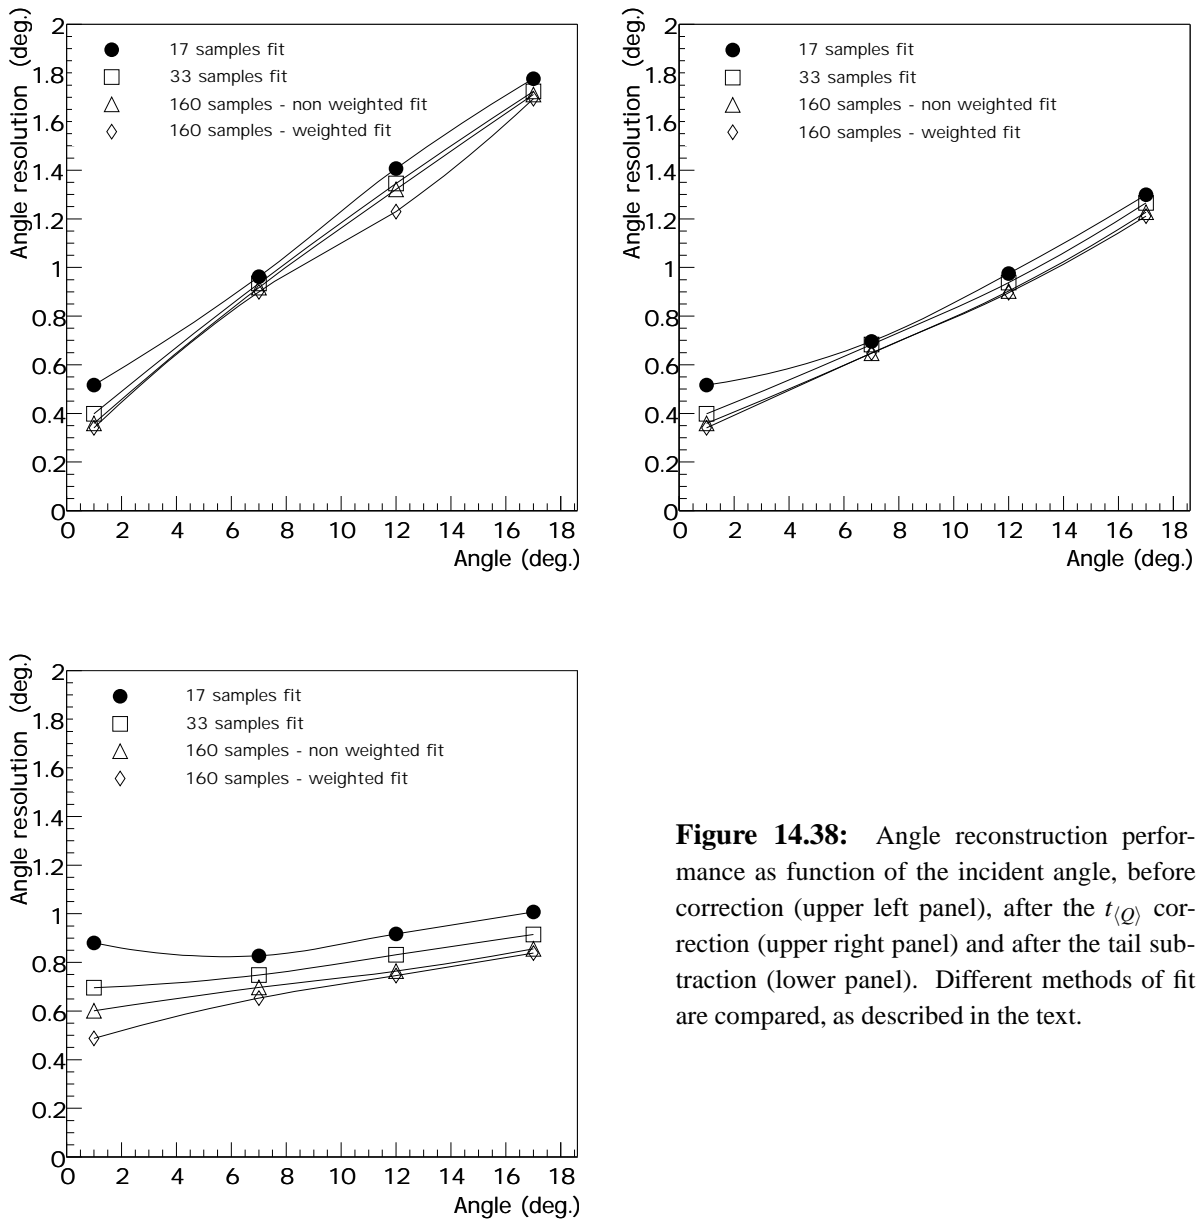 Angle resolution (deg.)
2
1.8
1.6
1.4
1.2
1
0.8
0.6
0.4
0.2
0
17 samples fit
33 samples fit
160 samples - non weighted fit
160 samples - weighted fit
0 2 4 6 8 10 12 14 16 18
Angle (deg.)
Angle resolution (deg.)
2
1.8
1.6
1.4
1.2
1
0.8
0.6
0.4
0.2
0
17 samples fit
33 samples fit
160 samples - non weighted fit
160 samples - weighted fit
0 2 4 6 8 10 12 14 16 18
Angle (deg.)
Angle resolution (deg.)
2
1.8
1.6
1.4
1.2
1
0.8
0.6
0.4
0.2
0
17 samples fit
33 samples fit
160 samples - non weighted fit
160 samples - weighted fit
0 2 4 6 8 10 12 14 16 18
Angle (deg.)
Figure 14.38: Angle reconstruction perfor-
mance as function of the incident angle, before
correction (upper left panel), after the t⟨Q⟩ cor-
rection (upper right panel) and after the tail sub-
traction (lower panel). Different methods of fit
are compared, as described in the text.